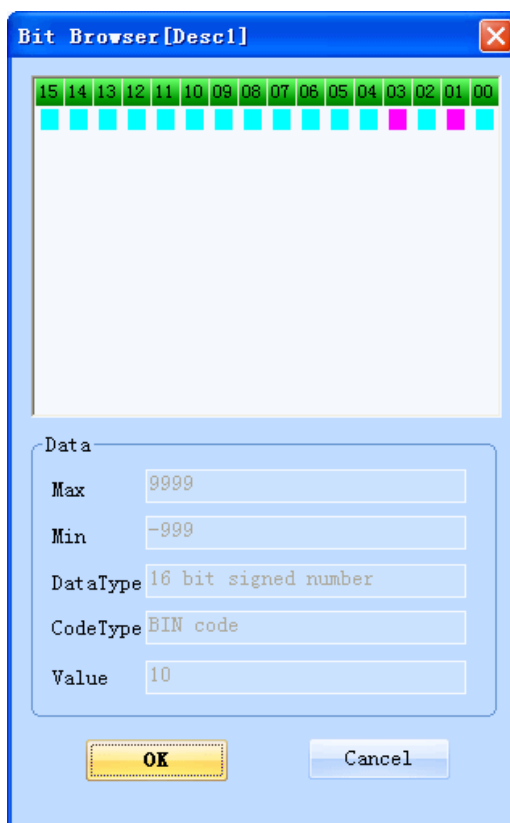 Bit Browser[Desc1]
15 14 13 12 11 10 09 08 07 06 05 04 03 02 01 00
Data
Max 9999
Min -999
DataType 16 bit signed number
CodeType BIN code
Value 10
OK Cancel